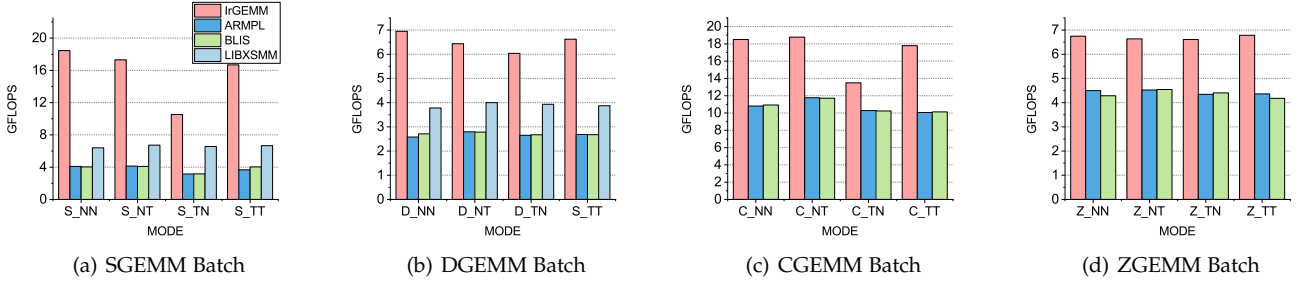 IrGEMM
ARMPL
BLIS
LIBXSMM
GFLOPS
20
16
12
8
4
0
S_NN S_NT S_TN S_TT
MODE
(a) SGEMM Batch
GFLOPS
7
6
5
4
3
2
1
0
D_NN D_NT D_TN S_TT
MODE
(b) DGEMM Batch
GFLOPS
20
18
16
14
12
10
8
6
4
2
0
C_NN C_NT C_TN C_TT
MODE
(c) CGEMM Batch
GFLOPS
7
6
5
4
3
2
1
0
Z_NN Z_NT Z_TN Z_TT
MODE
(d) ZGEMM Batch